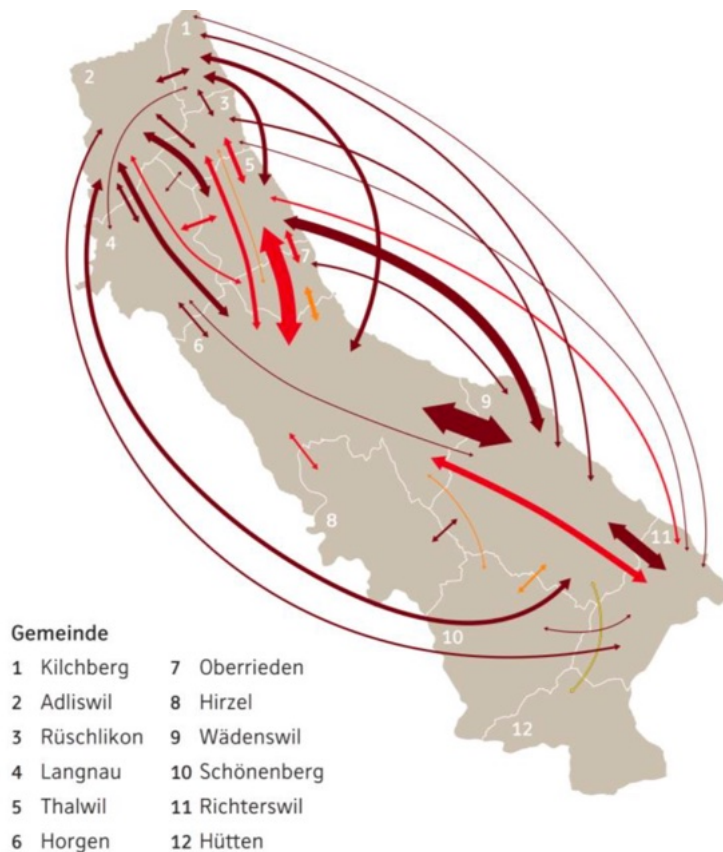 1
2
3
5
4
7
6
9
8
11
10
12
Gemeinde
1 Kilchberg
2 Adliswil
3 Rüschlikon
4 Langnau
5 Thalwil
6 Horgen
7 Oberrieden
8 Hirzel
9 Wädenswil
10 Schönenberg
11 Richterswil
12 Hütten